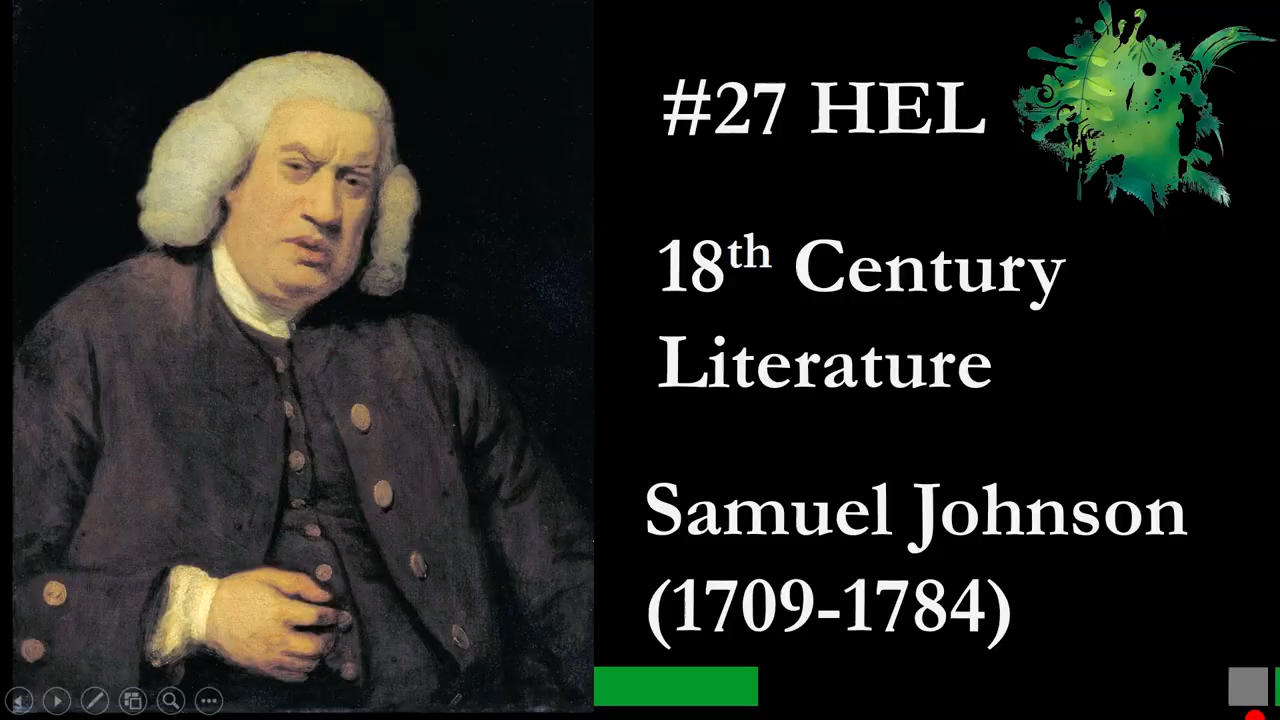 #27 HEL
18th Century
Literature
Samuel Johnson
(1709-1784)